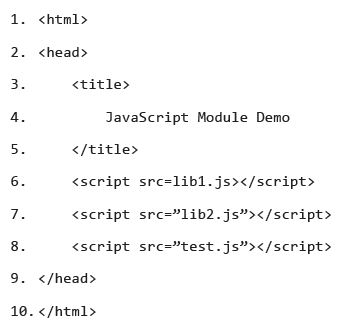 1. <html>
2. <head>
3. <title>
4. JavaScript Module Demo
5. </title>
6. <script src=lib1.js></script>
7. <script src=”lib2.js”></script>
8. <script src=”test.js”></script>
9. </head>
10. </html>